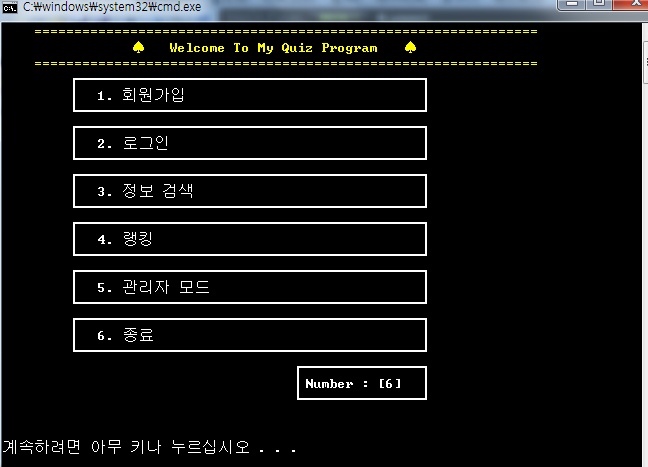 C:\windows\system32\cmd.exe
================================================================
♠ Welcome To My Quiz Program ♠
================================================================
1. 회원가입
2. 로그인
3. 정보 검색
4. 랭킹
5. 관리자 모드
6. 종료
Number : [6]
계속하려면 아무 키나 누르십시오 . . .